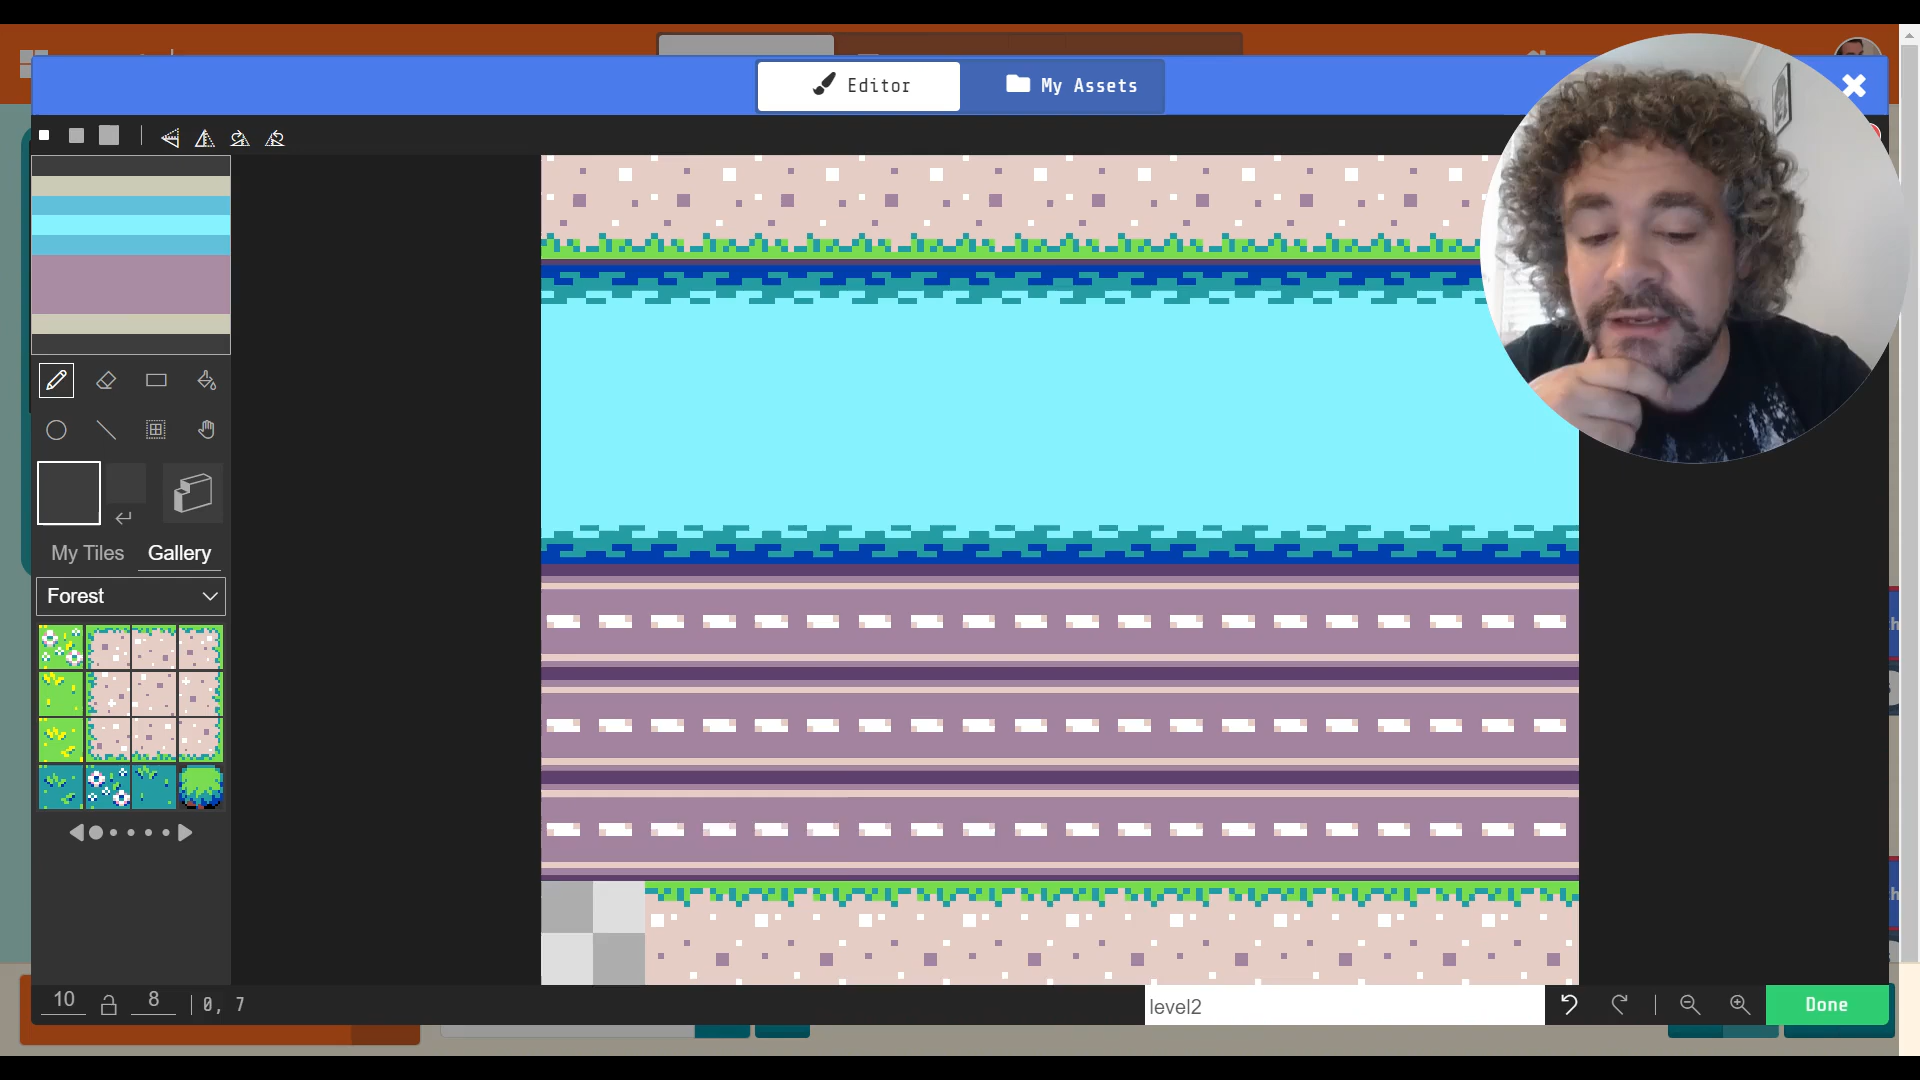 Editor
My Assets
My Tiles
Gallery
Forest
10
8
0, 7
level2
Done